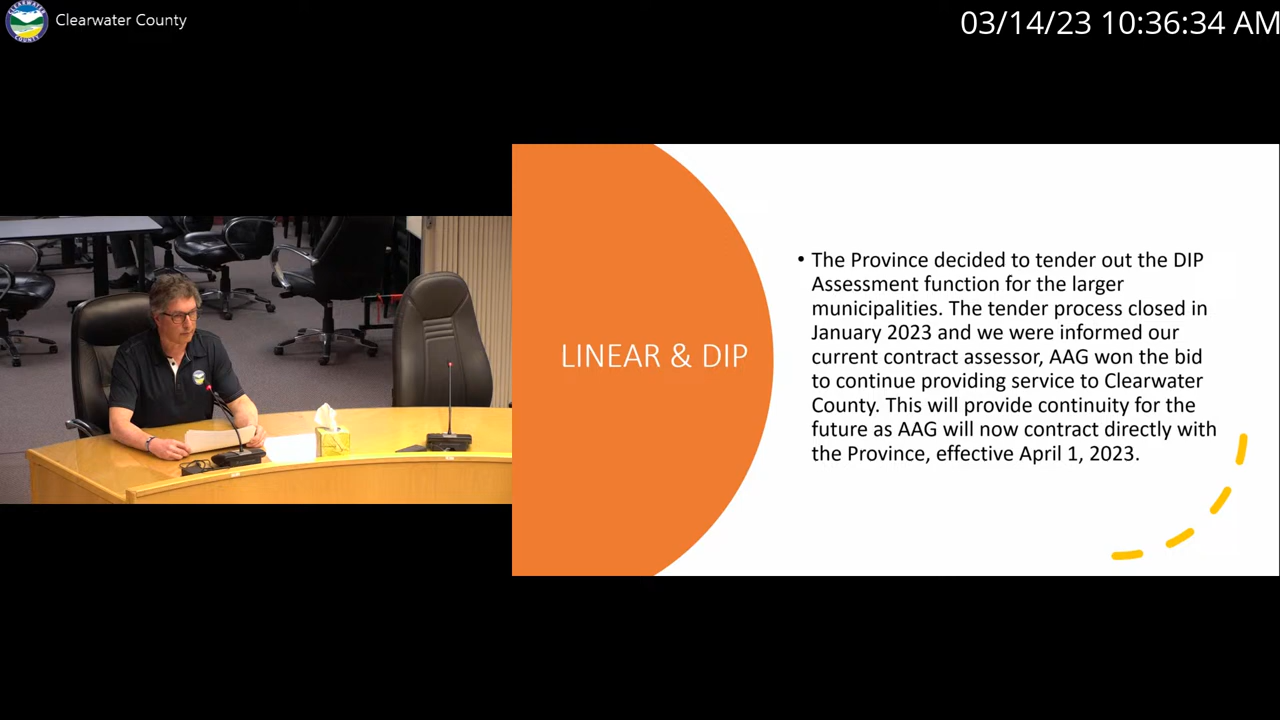 Clearwater County
03/14/23 10:36:34 AM
LINEAR & DIP
• The Province decided to tender out the DIP
Assessment function for the larger
municipalities. The tender process closed in
January 2023 and we were informed our
current contract assessor, AAG won the bid
to continue providing service to Clearwater
County. This will provide continuity for the
future as AAG will now contract directly with
the Province, effective April 1, 2023.
CLEARWATER
COUNTY